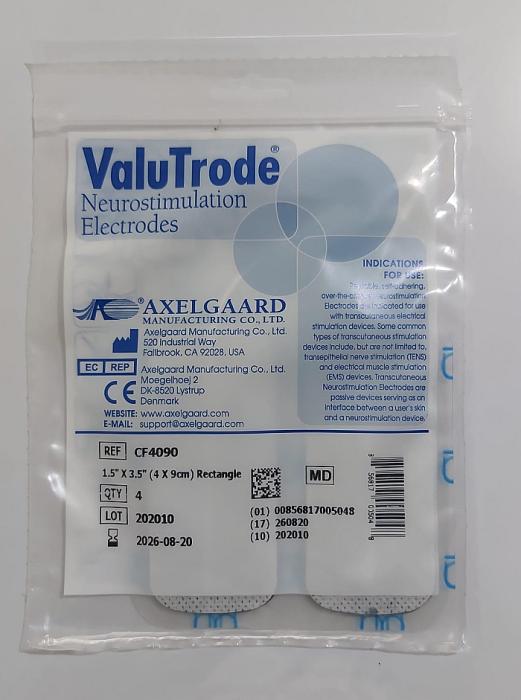 ValuTrode®
Neurostimulation
Electrodes
INDICATIONS
FOR USE:
self-adhering,
over-the- neurostimulation
Electrodes are indicated for use
with transcutaneous electrical
stimulation devices. Some common
types of transcutaneous stimulation
devices include, but are not limited to,
transepithelial nerve stimulation (TENS)
and electrical muscle stimulation
(EMS) devices. Transcutaneous
Neurostimulation Electrodes are
passive devices serving as an
interface between a user's skin
and a neurostimulation device.
AXELGAARD
MANUFACTURING CO., LTD.
Axelgaard Manufacturing Co., Ltd.
520 Industrial Way
Fallbrook, CA 92028, USA
EC REP
Axelgaard Manufacturing Co., Ltd.
Moegelhoej 2
DK-8520 Lystrup
Denmark
CE
WEBSITE: www.axelgaard.com
E-MAIL: support@axelgaard.com
REF CF4090
1.5" X 3.5" (4 X 9cm) Rectangle
QTY 4
LOT 202010
2026-08-20
MD
(01) 00856817005048
(17) 260820
(10) 202010